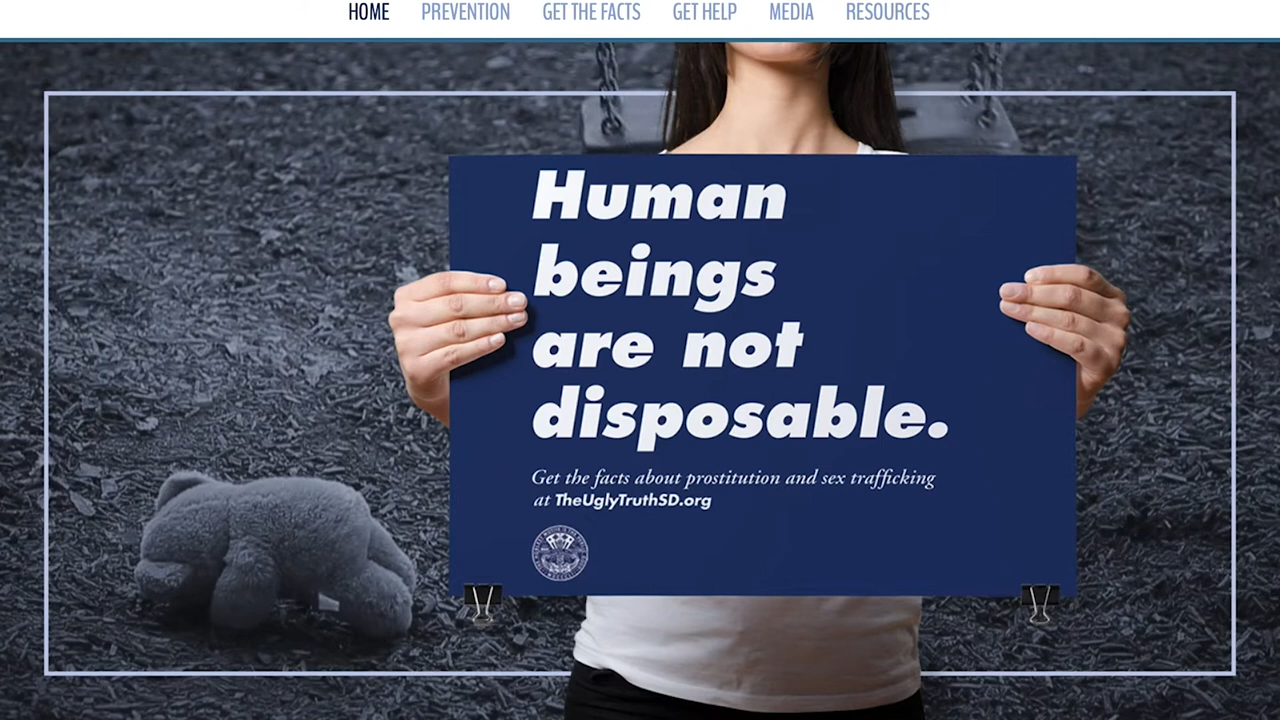 HOME PREVENTION GET THE FACTS GET HELP MEDIA RESOURCES
Human
beings
are not
disposable.
Get the facts about prostitution and sex trafficking
at TheUglyTruthSD.org